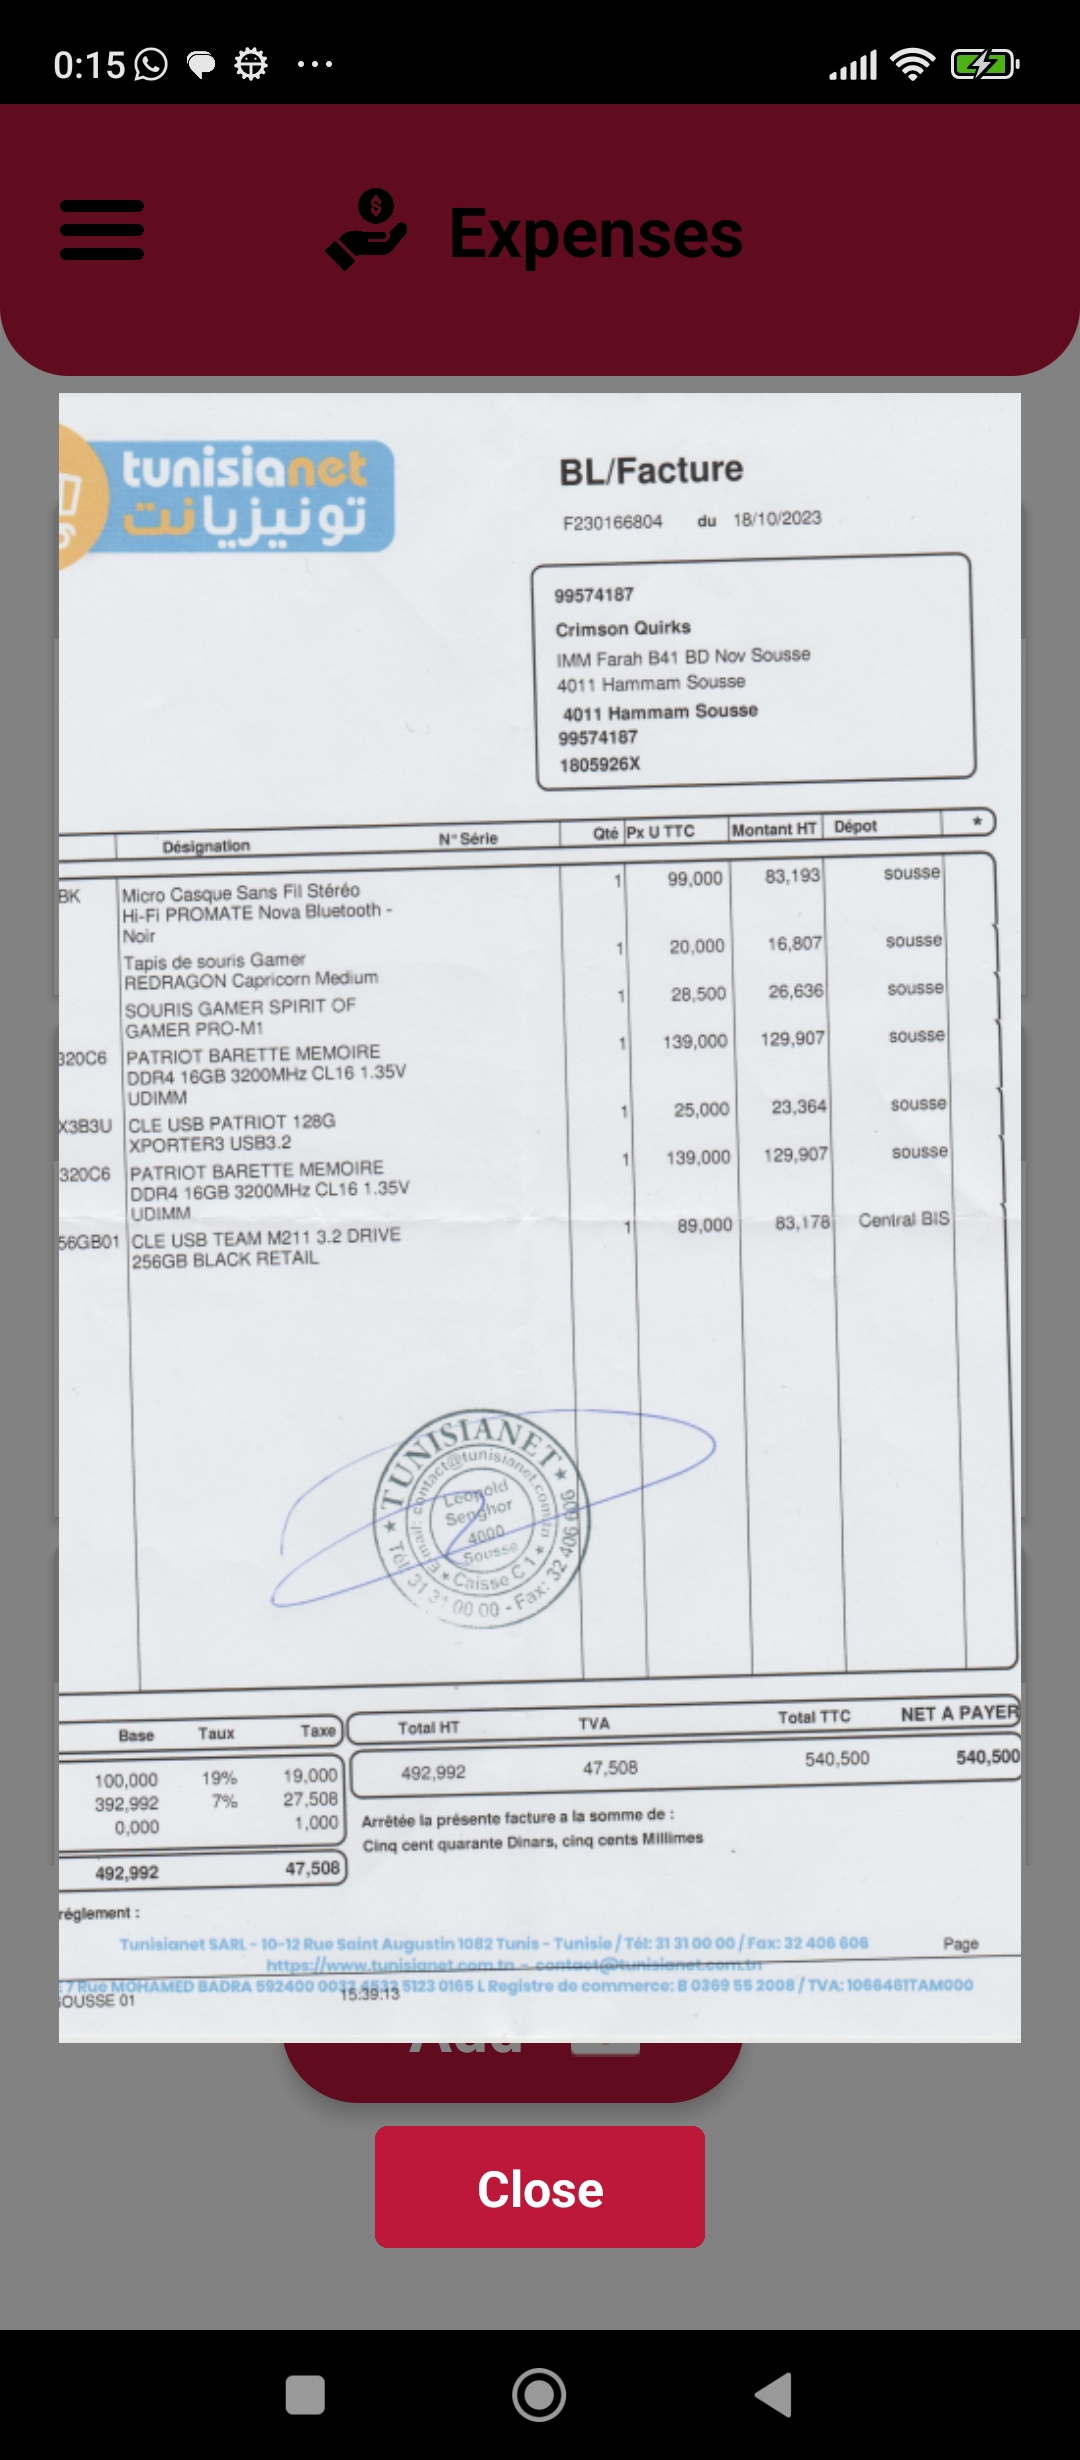 0:15
Expenses
tunisianet
تونيزيانت
BL/Facture
F230166804 du 18/10/2023
99574187
Crimson Quirks
IMM Farah B41 BD Nov Sousse
4011 Hammam Sousse
4011 Hammam Sousse
99574187
1805926X
Désignation N° Série Qté Px U TTC Montant HT Dépot *
BK Micro Casque Sans Fil Stéréo 1 99,000 83,193 sousse
Hi-Fi PROMATE Nova Bluetooth -
Noir
Tapis de souris Gamer 1 20,000 16,807 sousse
REDRAGON Capricorn Medium
SOURIS GAMER SPIRIT OF 1 28,500 26,636 sousse
GAMER PRO-M1
320C6 PATRIOT BARETTE MEMOIRE 1 139,000 129,907 sousse
DDR4 16GB 3200MHz CL16 1.35V
UDIMM
X3B3U CLE USB PATRIOT 128G 1 25,000 23,364 sousse
XPORTER3 USB3.2
320C6 PATRIOT BARETTE MEMOIRE 1 139,000 129,907 sousse
DDR4 16GB 3200MHz CL16 1.35V
UDIMM
56GB01 CLE USB TEAM M211 3.2 DRIVE 1 89,000 83,178 Central BIS
256GB BLACK RETAIL
★ TUNISIANET ★
Tél: 31 31 00 00 - Fax: 32 406 606
Email: contact@tunisianet.com.tn
★ Caisse C 1 ★
Leopold
Senghor
4000
Sousse
Base Taux Taxe Total HT TVA Total TTC NET A PAYER
100,000 19% 19,000 492,992 47,508 540,500 540,500
392,992 7% 27,508
0,000 1,000
492,992 47,508
Arrêtée la présente facture a la somme de :
Cinq cent quarante Dinars, cinq cents Millimes
réglement :
Tunisianet SARL - 10-12 Rue Saint Augustin 1082 Tunis - Tunisie / Tél: 31 31 00 00 / Fax: 32 406 606 Page
https://www.tunisianet.com.tn - contact@tunisianet.com.tn
: 7 Rue MOHAMED BADRA 592400 0032 4532 5123 0165 L Registre de commerce: B 0369 55 2008 / TVA: 1066461TAM000
SOUSSE 01 15:39:13
Add
Close